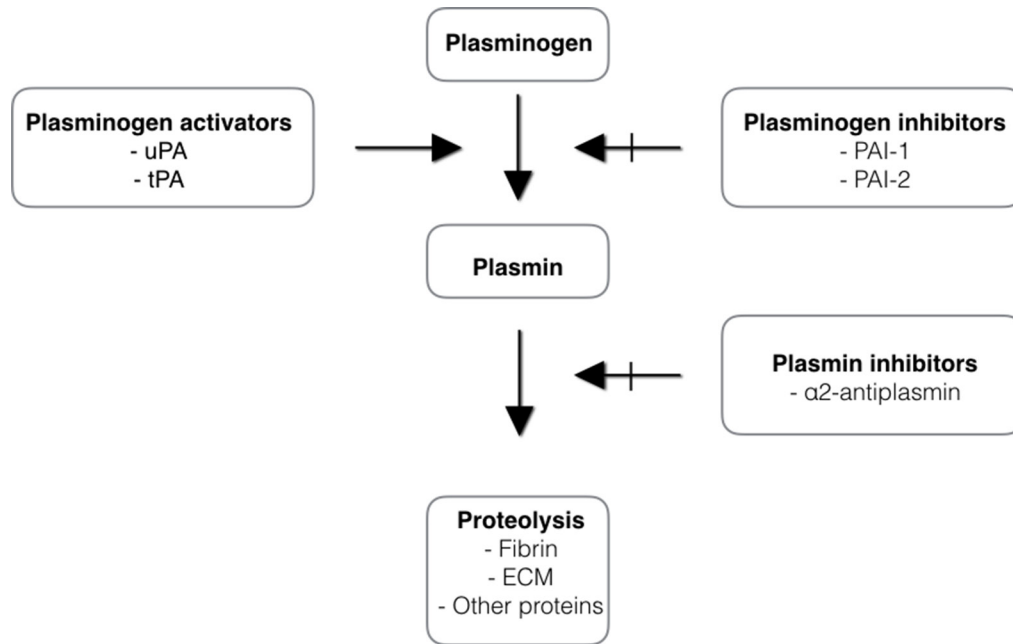 Plasminogen
Plasminogen activators
- uPA
- tPA
Plasminogen inhibitors
- PAI-1
- PAI-2
Plasmin
Plasmin inhibitors
- α2-antiplasmin
Proteolysis
- Fibrin
- ECM
- Other proteins